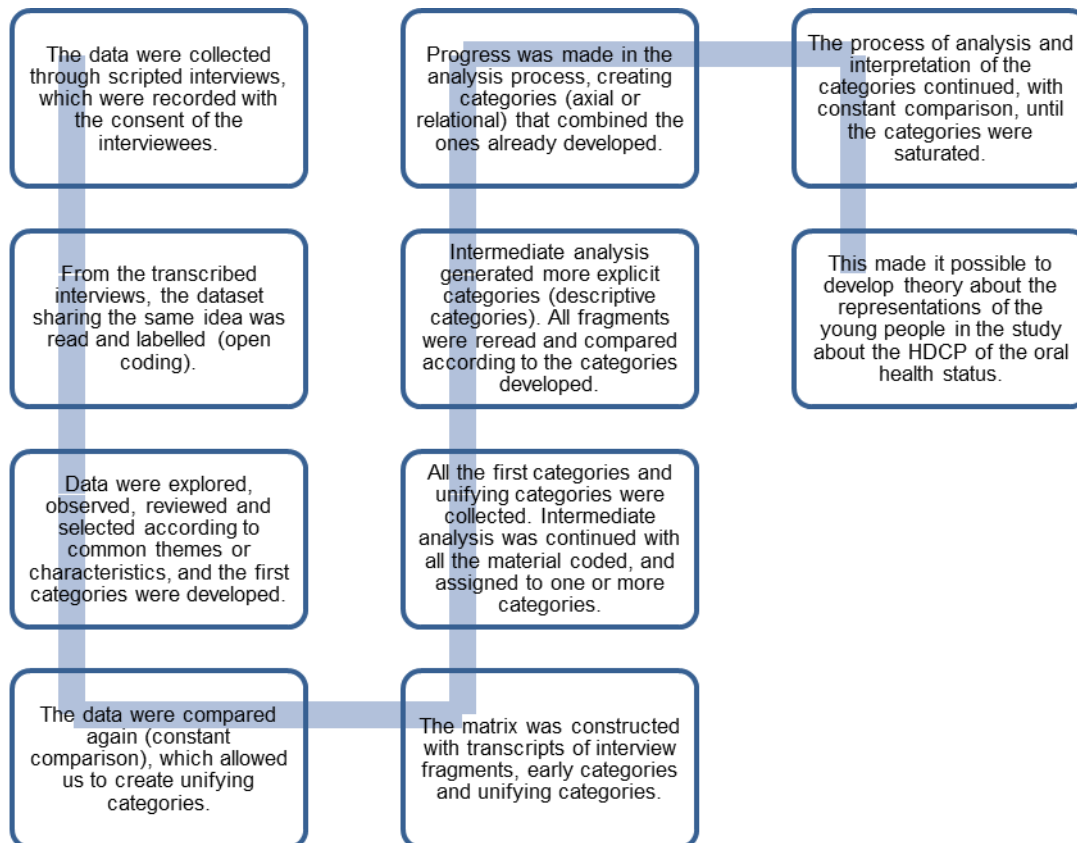 The data were collected
through scripted interviews,
which were recorded with
the consent of the
interviewees.
From the transcribed
interviews, the dataset
sharing the same idea was
read and labelled (open
coding).
Data were explored,
observed, reviewed and
selected according to
common themes or
characteristics, and the first
categories were developed.
The data were compared
again (constant
comparison), which allowed
us to create unifying
categories.
The matrix was constructed
with transcripts of interview
fragments, early categories
and unifying categories.
All the first categories and
unifying categories were
collected. Intermediate
analysis was continued with
all the material coded, and
assigned to one or more
categories.
Intermediate analysis
generated more explicit
categories (descriptive
categories). All fragments
were reread and compared
according to the categories
developed.
Progress was made in the
analysis process, creating
categories (axial or
relational) that combined the
ones already developed.
The process of analysis and
interpretation of the
categories continued, with
constant comparison, until
the categories were
saturated.
This made it possible to
develop theory about the
representations of the
young people in the study
about the HDCP of the oral
health status.